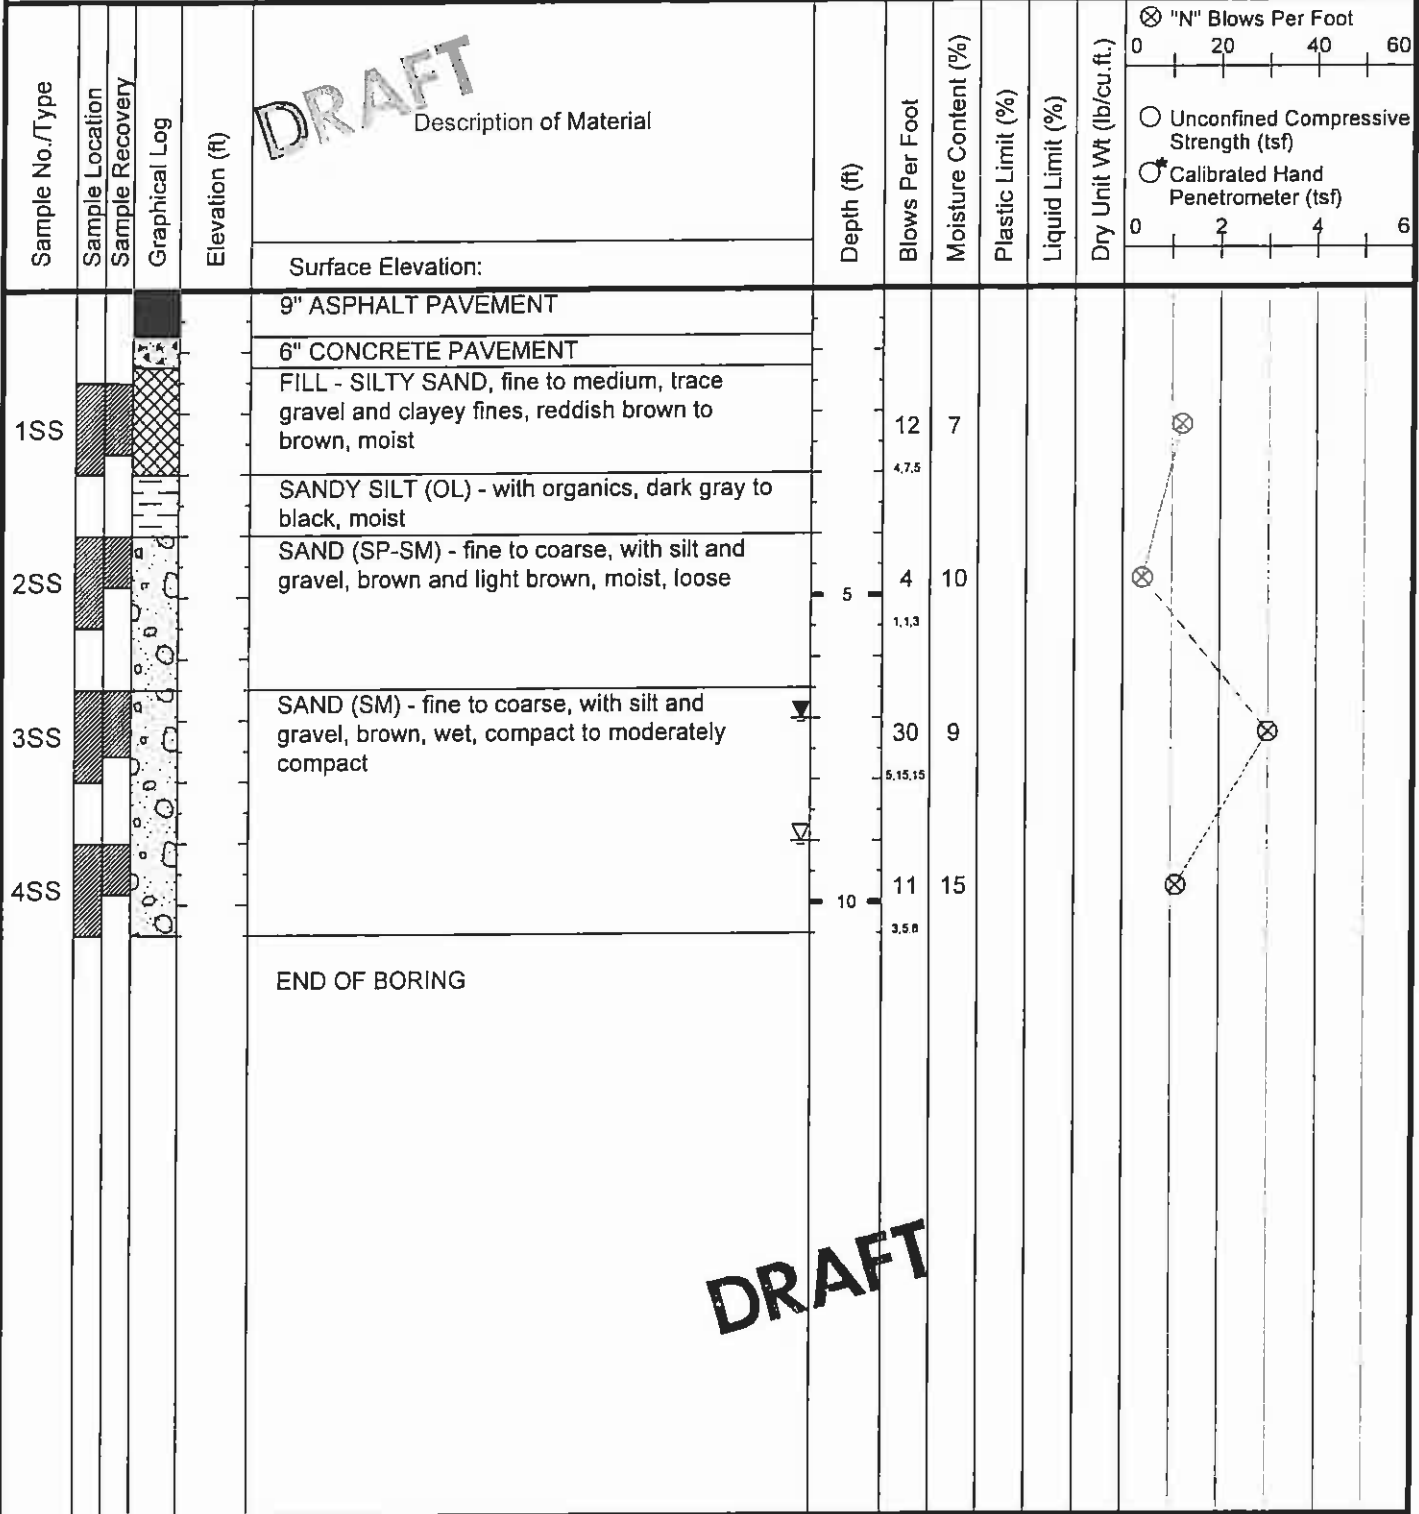 Sample No./Type
Sample Location
Sample Recovery
Graphical Log
Elevation (ft)
DRAFT
Description of Material
Surface Elevation:
Depth (ft)
Blows Per Foot
Moisture Content (%)
Plastic Limit (%)
Liquid Limit (%)
Dry Unit Wt (lb/cu.ft.)
"N" Blows Per Foot
0 20 40 60
Unconfined Compressive
Strength (tsf)
* Calibrated Hand
Penetrometer (tsf)
0 2 4 6
9" ASPHALT PAVEMENT
6" CONCRETE PAVEMENT
FILL - SILTY SAND, fine to medium, trace
gravel and clayey fines, reddish brown to
brown, moist
1SS 12 7
4,7,5
SANDY SILT (OL) - with organics, dark gray to
black, moist
SAND (SP-SM) - fine to coarse, with silt and
gravel, brown and light brown, moist, loose
2SS 4 10
5
1,1,3
SAND (SM) - fine to coarse, with silt and
gravel, brown, wet, compact to moderately
compact
3SS 30 9
5,15,15
4SS 11 15
10
3,5,6
END OF BORING
DRAFT